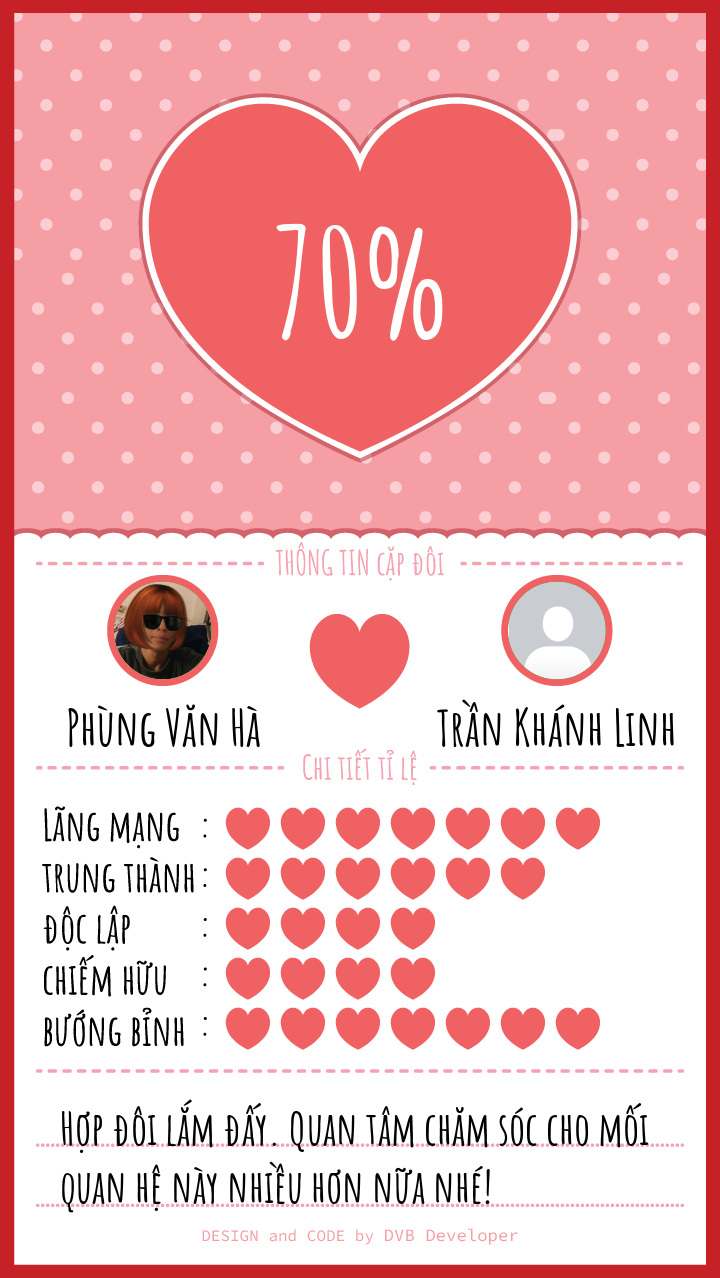 70%
THÔNG TIN CẶP ĐÔI
PHÙNG VĂN HÀ
TRẦN KHÁNH LINH
CHI TIẾT TỈ LỆ
LÃNG MẠNG :
TRUNG THÀNH :
ĐỘC LẬP :
CHIẾM HỮU :
BƯỚNG BỈNH :
HỢP ĐÔI LẮM ĐẤY. QUAN TÂM CHĂM SÓC CHO MỐI
QUAN HỆ NÀY NHIỀU HƠN NỮA NHÉ!
DESIGN and CODE by DVB Developer